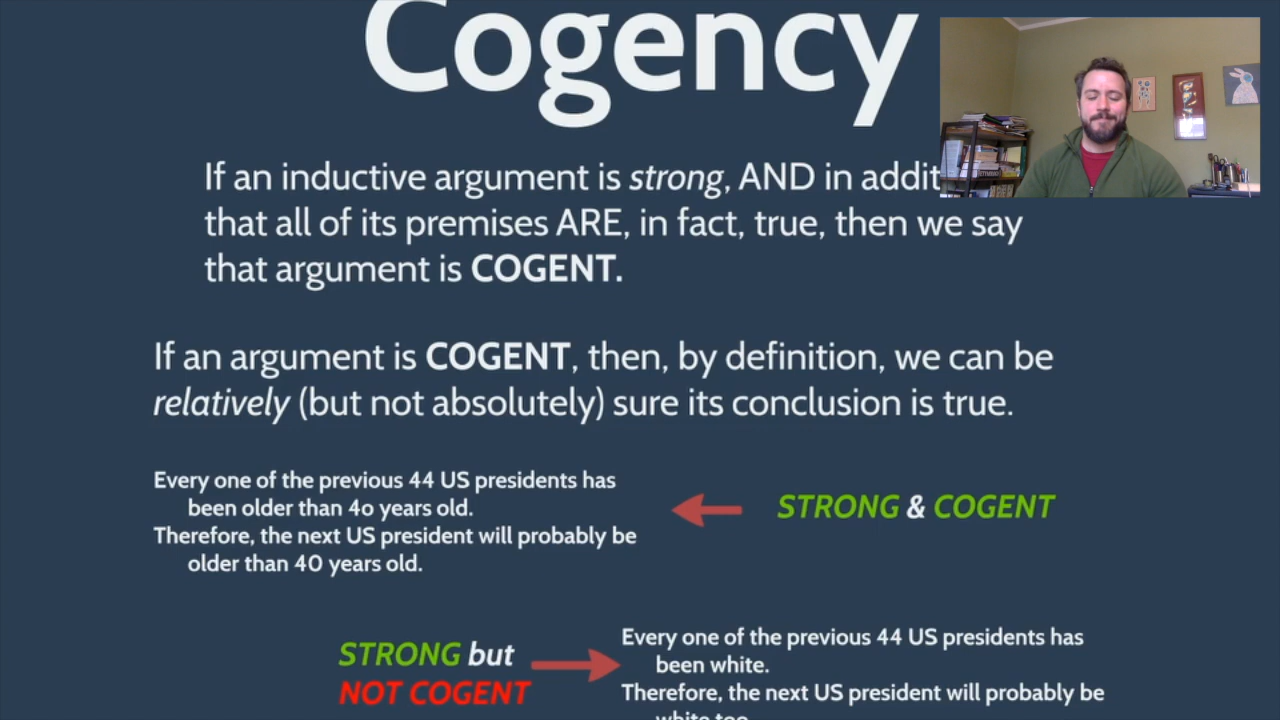 Cogency
If an inductive argument is strong, AND in addit
that all of its premises ARE, in fact, true, then we say
that argument is COGENT.
If an argument is COGENT, then, by definition, we can be
relatively (but not absolutely) sure its conclusion is true.
Every one of the previous 44 US presidents has
been older than 4o years old.
Therefore, the next US president will probably be
older than 40 years old.
STRONG & COGENT
STRONG but
NOT COGENT
Every one of the previous 44 US presidents has
been white.
Therefore, the next US president will probably be
white too